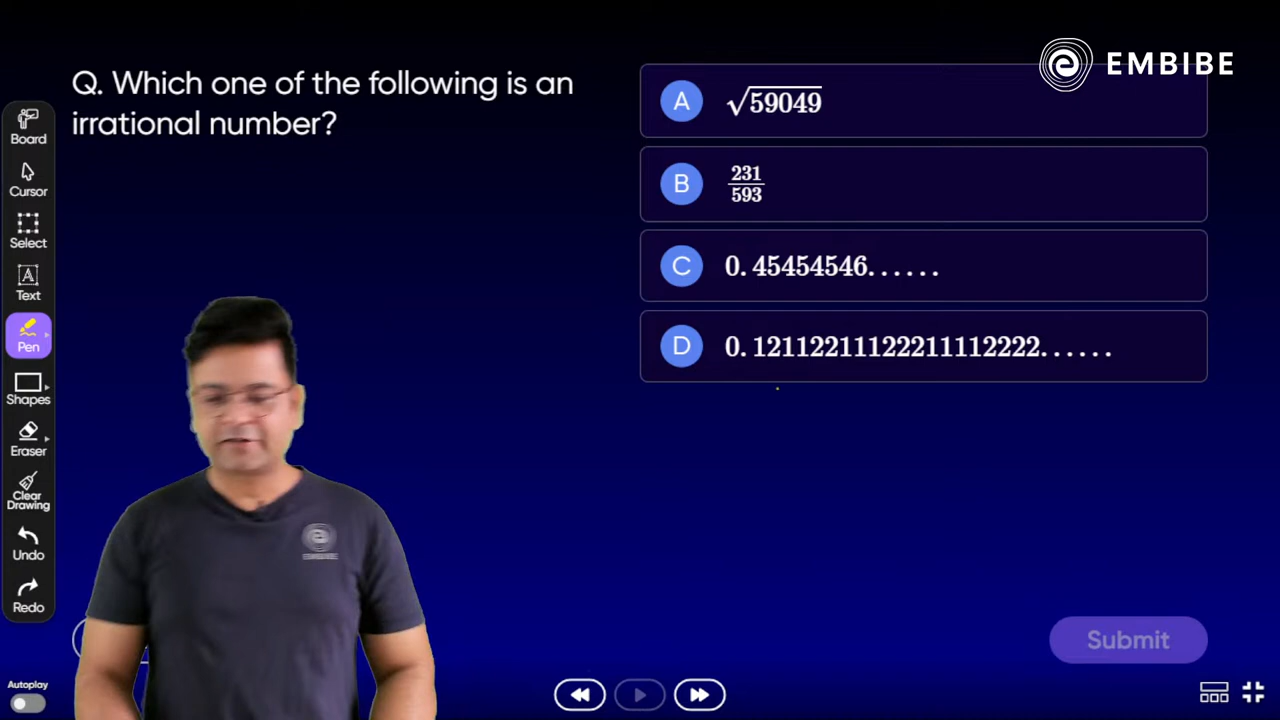 EMBIBE
Q. Which one of the following is an
irrational number?
A √59049
B 231/593
C 0. 45454546......
D 0. 12112211122211112222......
Board
Cursor
Select
Text
Pen
Shapes
Eraser
Clear
Drawing
Undo
Redo
EMBIBE
Submit
Autoplay